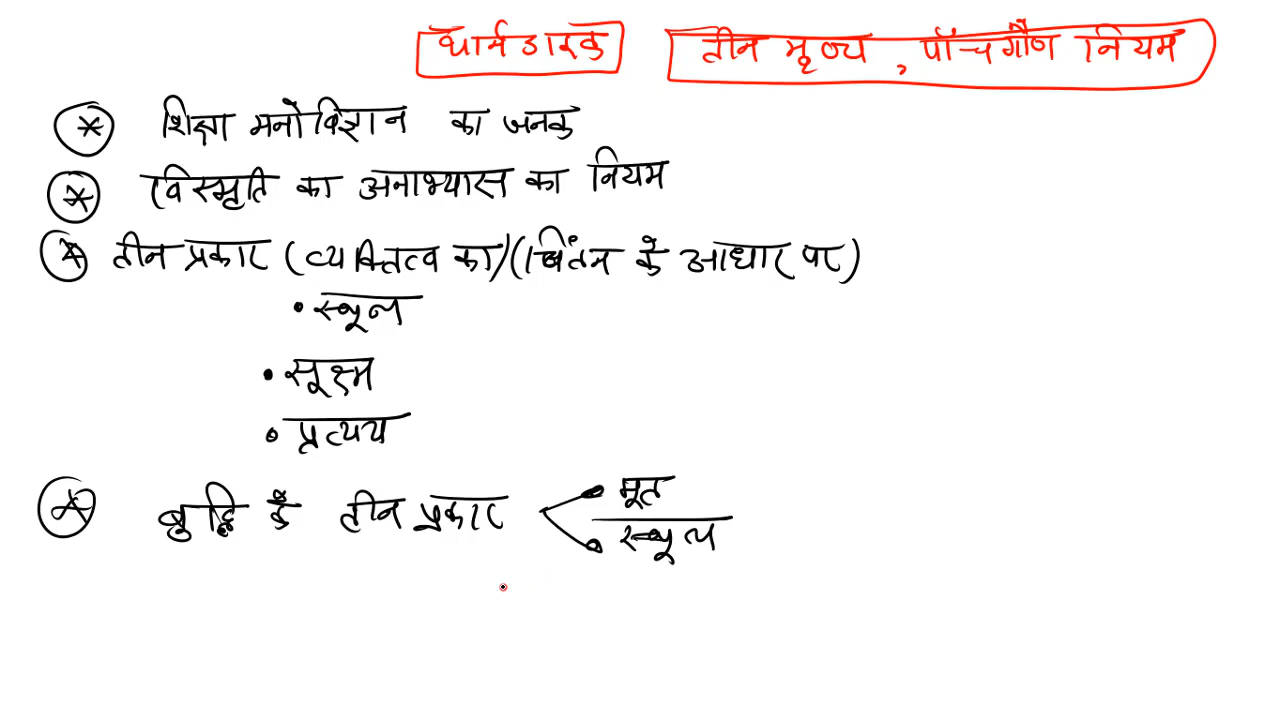 थार्नडाइक तीन मुख्य , पाँच गौण नियम
* शिक्षा मनोविज्ञान का जनक
* विस्मृति का अनाभ्यास का नियम
* तीन प्रकार (व्यक्तित्व का)(चिंतन के आधार पर)
• स्थूल
• सूक्ष्म
• प्रत्यय
* बुद्धि के तीन प्रकार
मूर्त
स्थूल